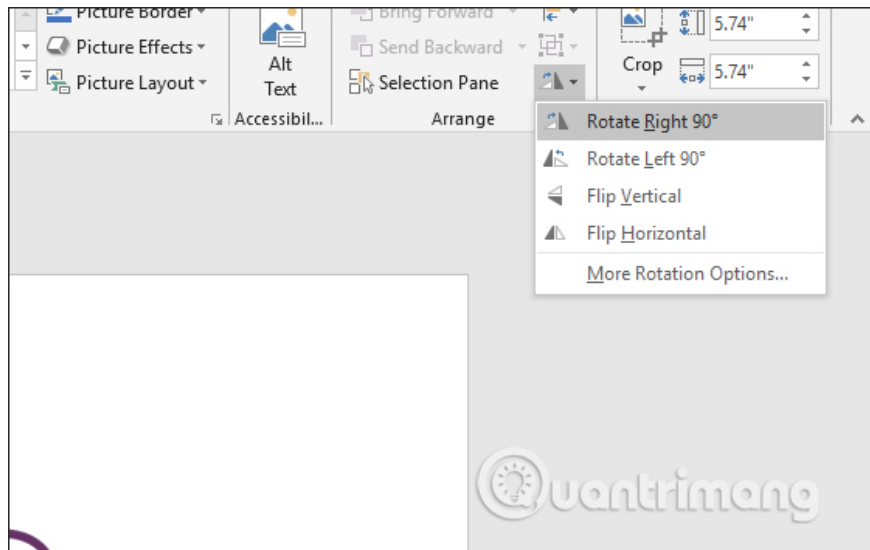 Picture Border
Bring Forward
Picture Effects
Send Backward
Picture Layout
Alt
Text
Selection Pane
Crop
5.74"
5.74"
Accessibil...
Arrange
Rotate Right 90°
Rotate Left 90°
Flip Vertical
Flip Horizontal
More Rotation Options...
Quantrimang